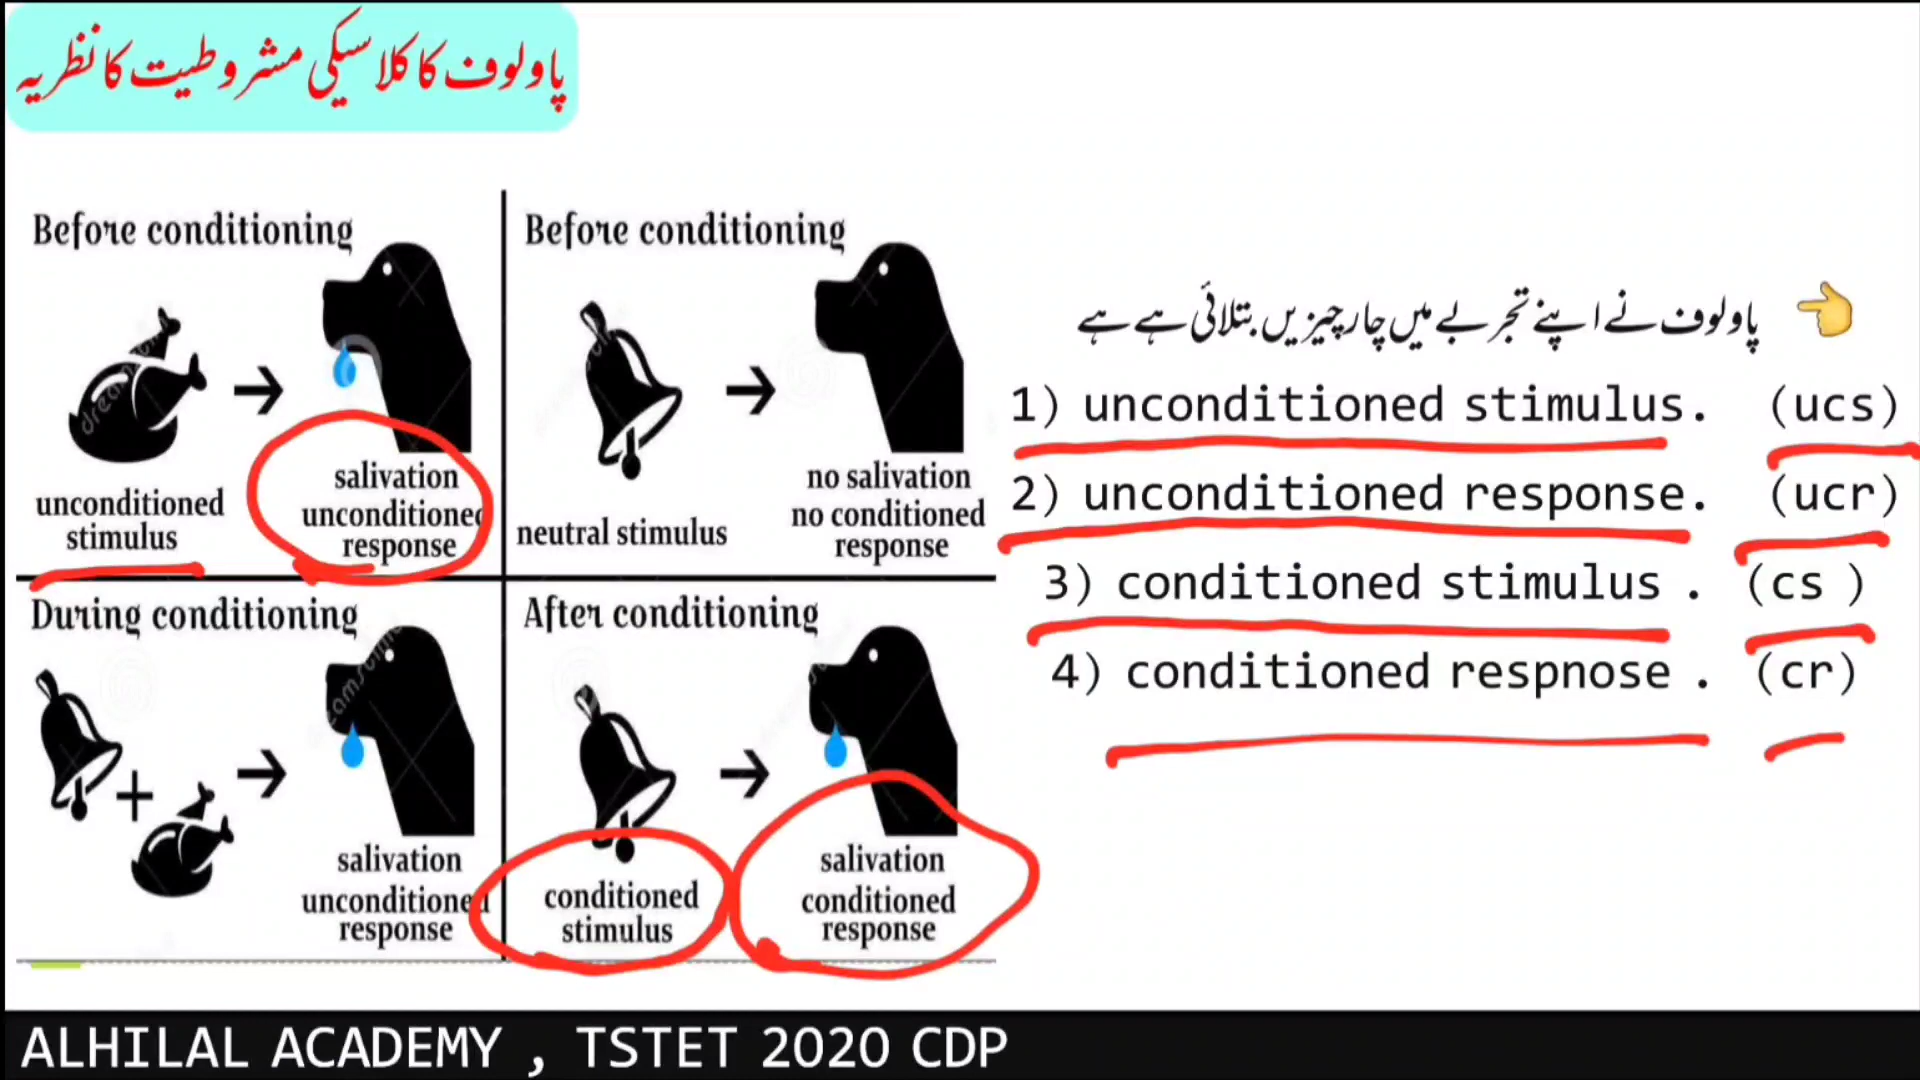 پاولوف کا کلاسیکی مشروطیت کا نظریہ
Before conditioning
unconditioned
stimulus
salivation
unconditioned
response
Before conditioning
neutral stimulus
no salivation
no conditioned
response
During conditioning
+
salivation
unconditioned
response
After conditioning
conditioned
stimulus
salivation
conditioned
response
پاولوف نے اپنے تجربے میں چار چیزیں بتلائی ہے ہے
1) unconditioned stimulus. (ucs)
2) unconditioned response. (ucr)
3) conditioned stimulus . (cs )
4) conditioned respnose . (cr)
ALHILAL ACADEMY , TSTET 2020 CDP